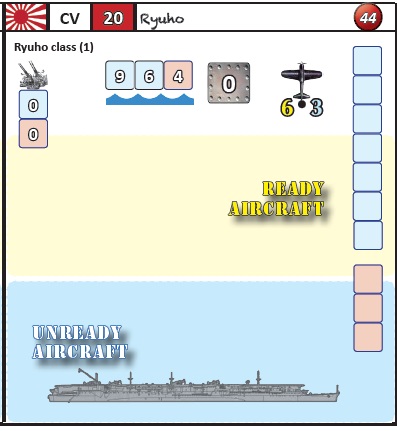 CV 20 Ryuho 44
Ryuho class (1)
9 6 4 0
6 3
0
0
READY
AIRCRAFT
UNREADY
AIRCRAFT